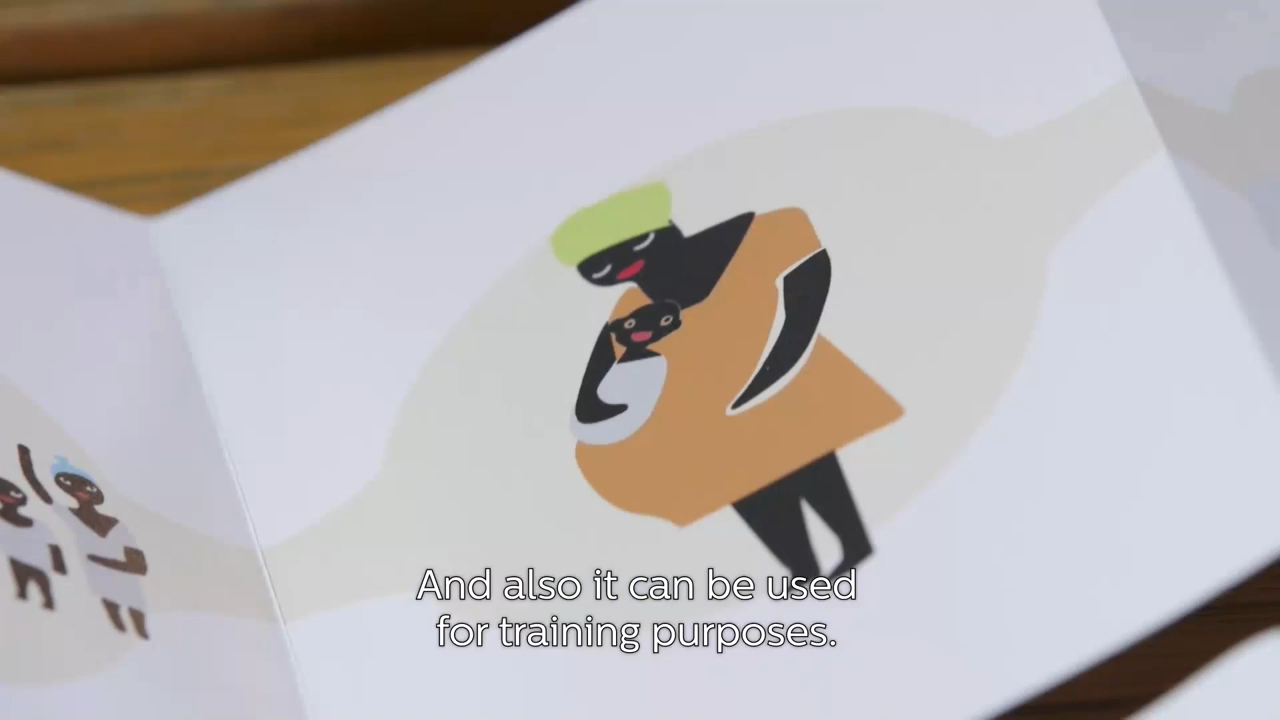 And also it can be used
for training purposes.